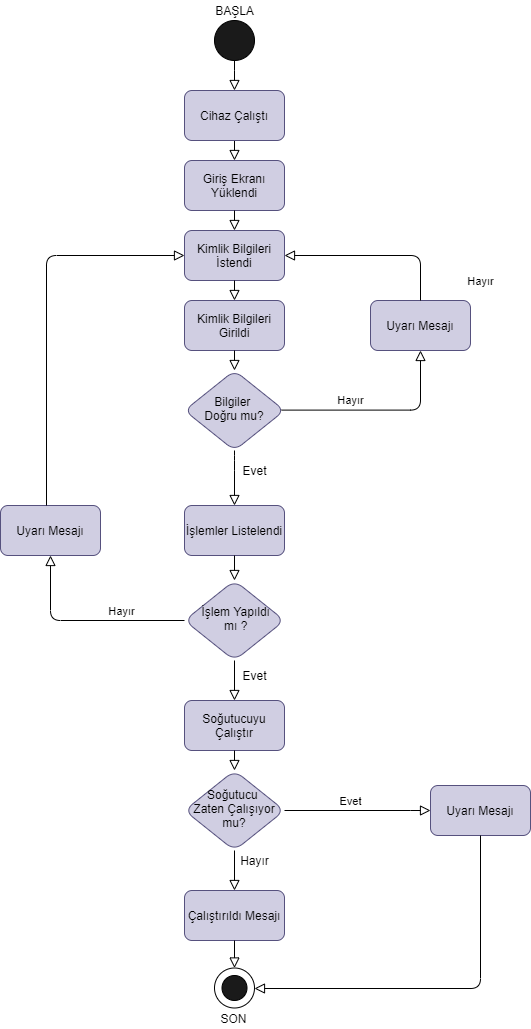 BAŞLA
Cihaz Çalıştı
Giriş Ekranı
Yüklendi
Kimlik Bilgileri
İstendi
Hayır
Kimlik Bilgileri
Girildi
Uyarı Mesajı
Bilgiler
Doğru mu?
Hayır
Evet
Uyarı Mesajı
İşlemler Listelendi
Hayır
İşlem Yapıldı
mı ?
Evet
Soğutucuyu
Çalıştır
Soğutucu
Zaten Çalışıyor
mu?
Evet
Uyarı Mesajı
Hayır
Çalıştırıldı Mesajı
SON